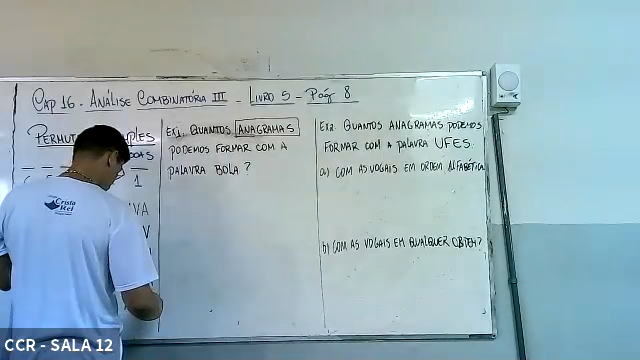 CAP 16 - ANÁLISE COMBINATÓRIA III - LIVRO 5 - PÁG 8
1
EX1: QUANTOS ANAGRAMAS
PODEMOS FORMAR COM A
PALAVRA BOLA?
EX2: QUANTOS ANAGRAMAS PODEMOS
FORMAR COM A PALAVRA UFES:
a) COM AS VOGAIS EM ORDEM ALFABÉTICA
b) COM AS VOGAIS EM QUALQUER ORDEM?
Cristo
Rei
CCR - SALA 12